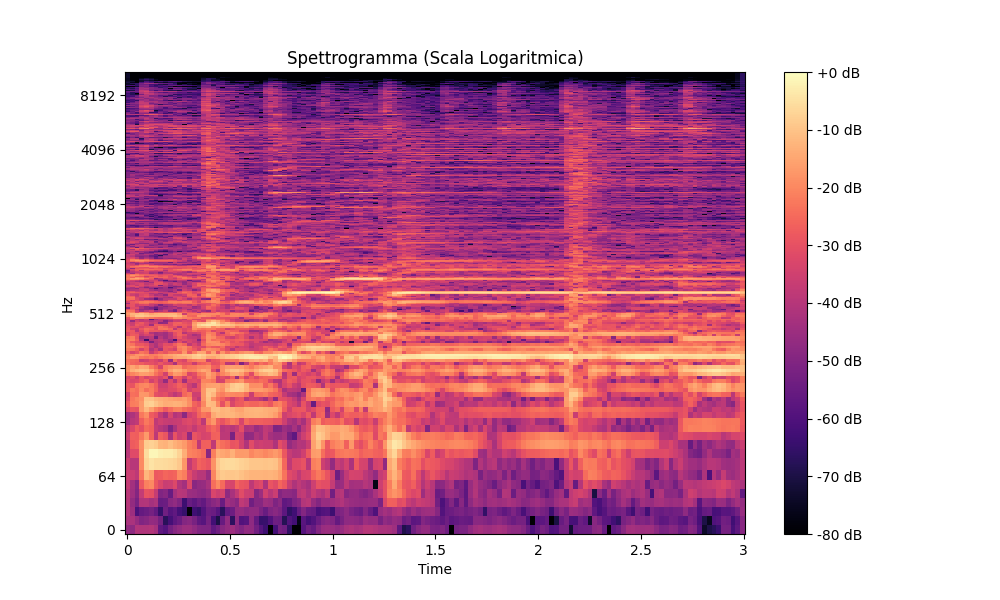 Spettrogramma (Scala Logaritmica)
Hz
8192
4096
2048
1024
512
256
128
64
0
0
0.5
1
1.5
2
2.5
3
Time
+0 dB
-10 dB
-20 dB
-30 dB
-40 dB
-50 dB
-60 dB
-70 dB
-80 dB